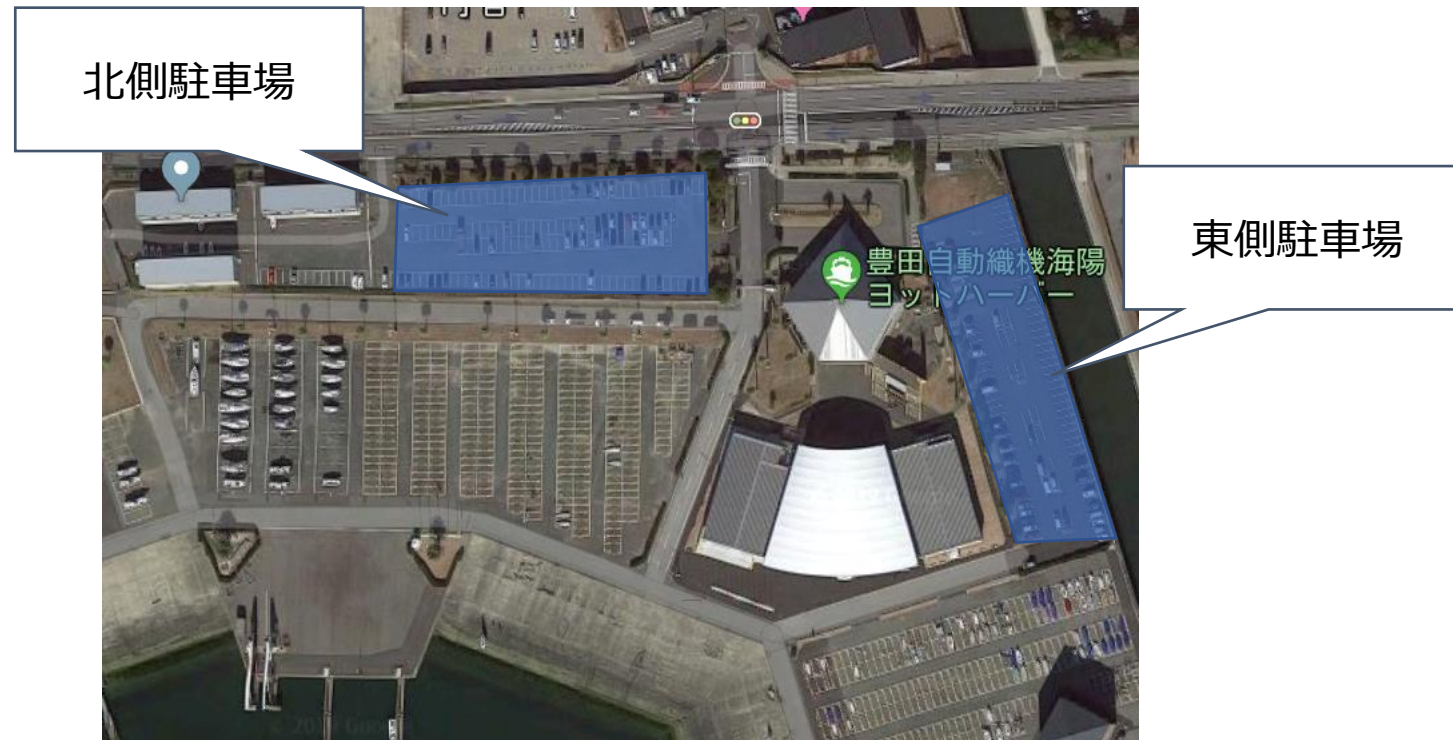 北側駐車場
東側駐車場
豊田自動織機海陽
ヨットハーバー